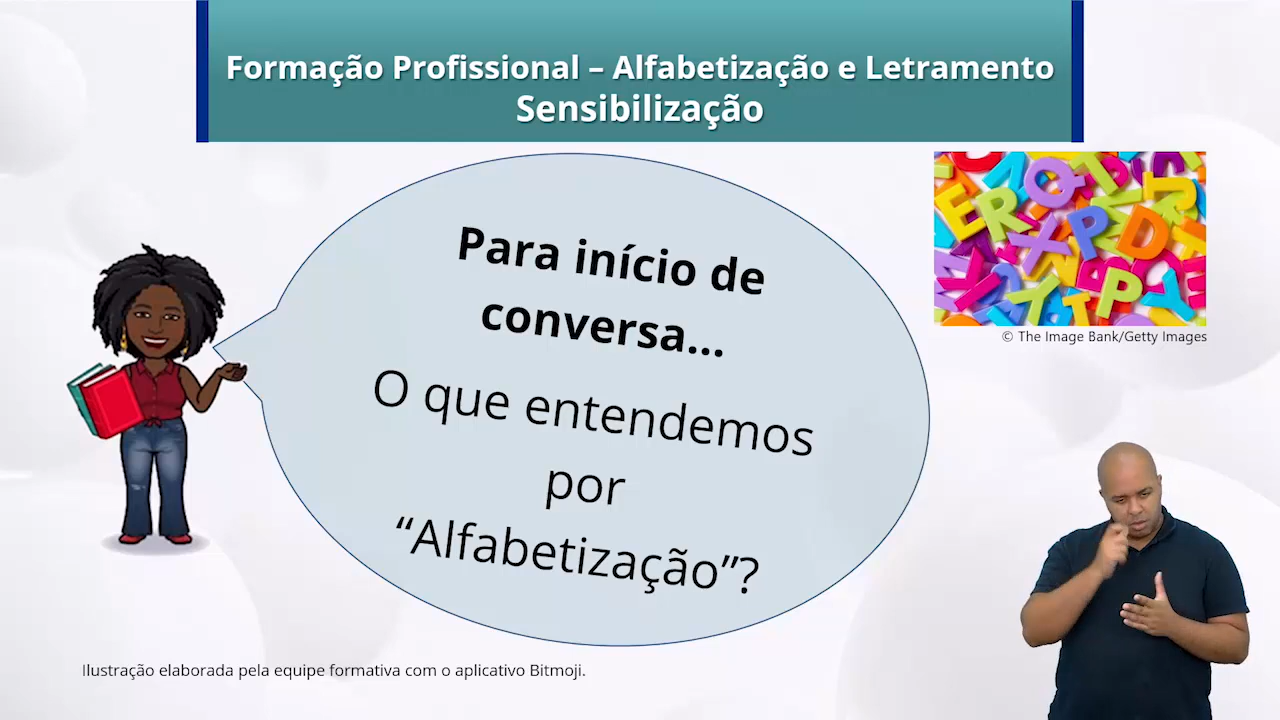 Formação Profissional – Alfabetização e Letramento
Sensibilização
Para início de
conversa...
O que entendemos
por
“Alfabetização”?
© The Image Bank/Getty Images
Ilustração elaborada pela equipe formativa com o aplicativo Bitmoji.